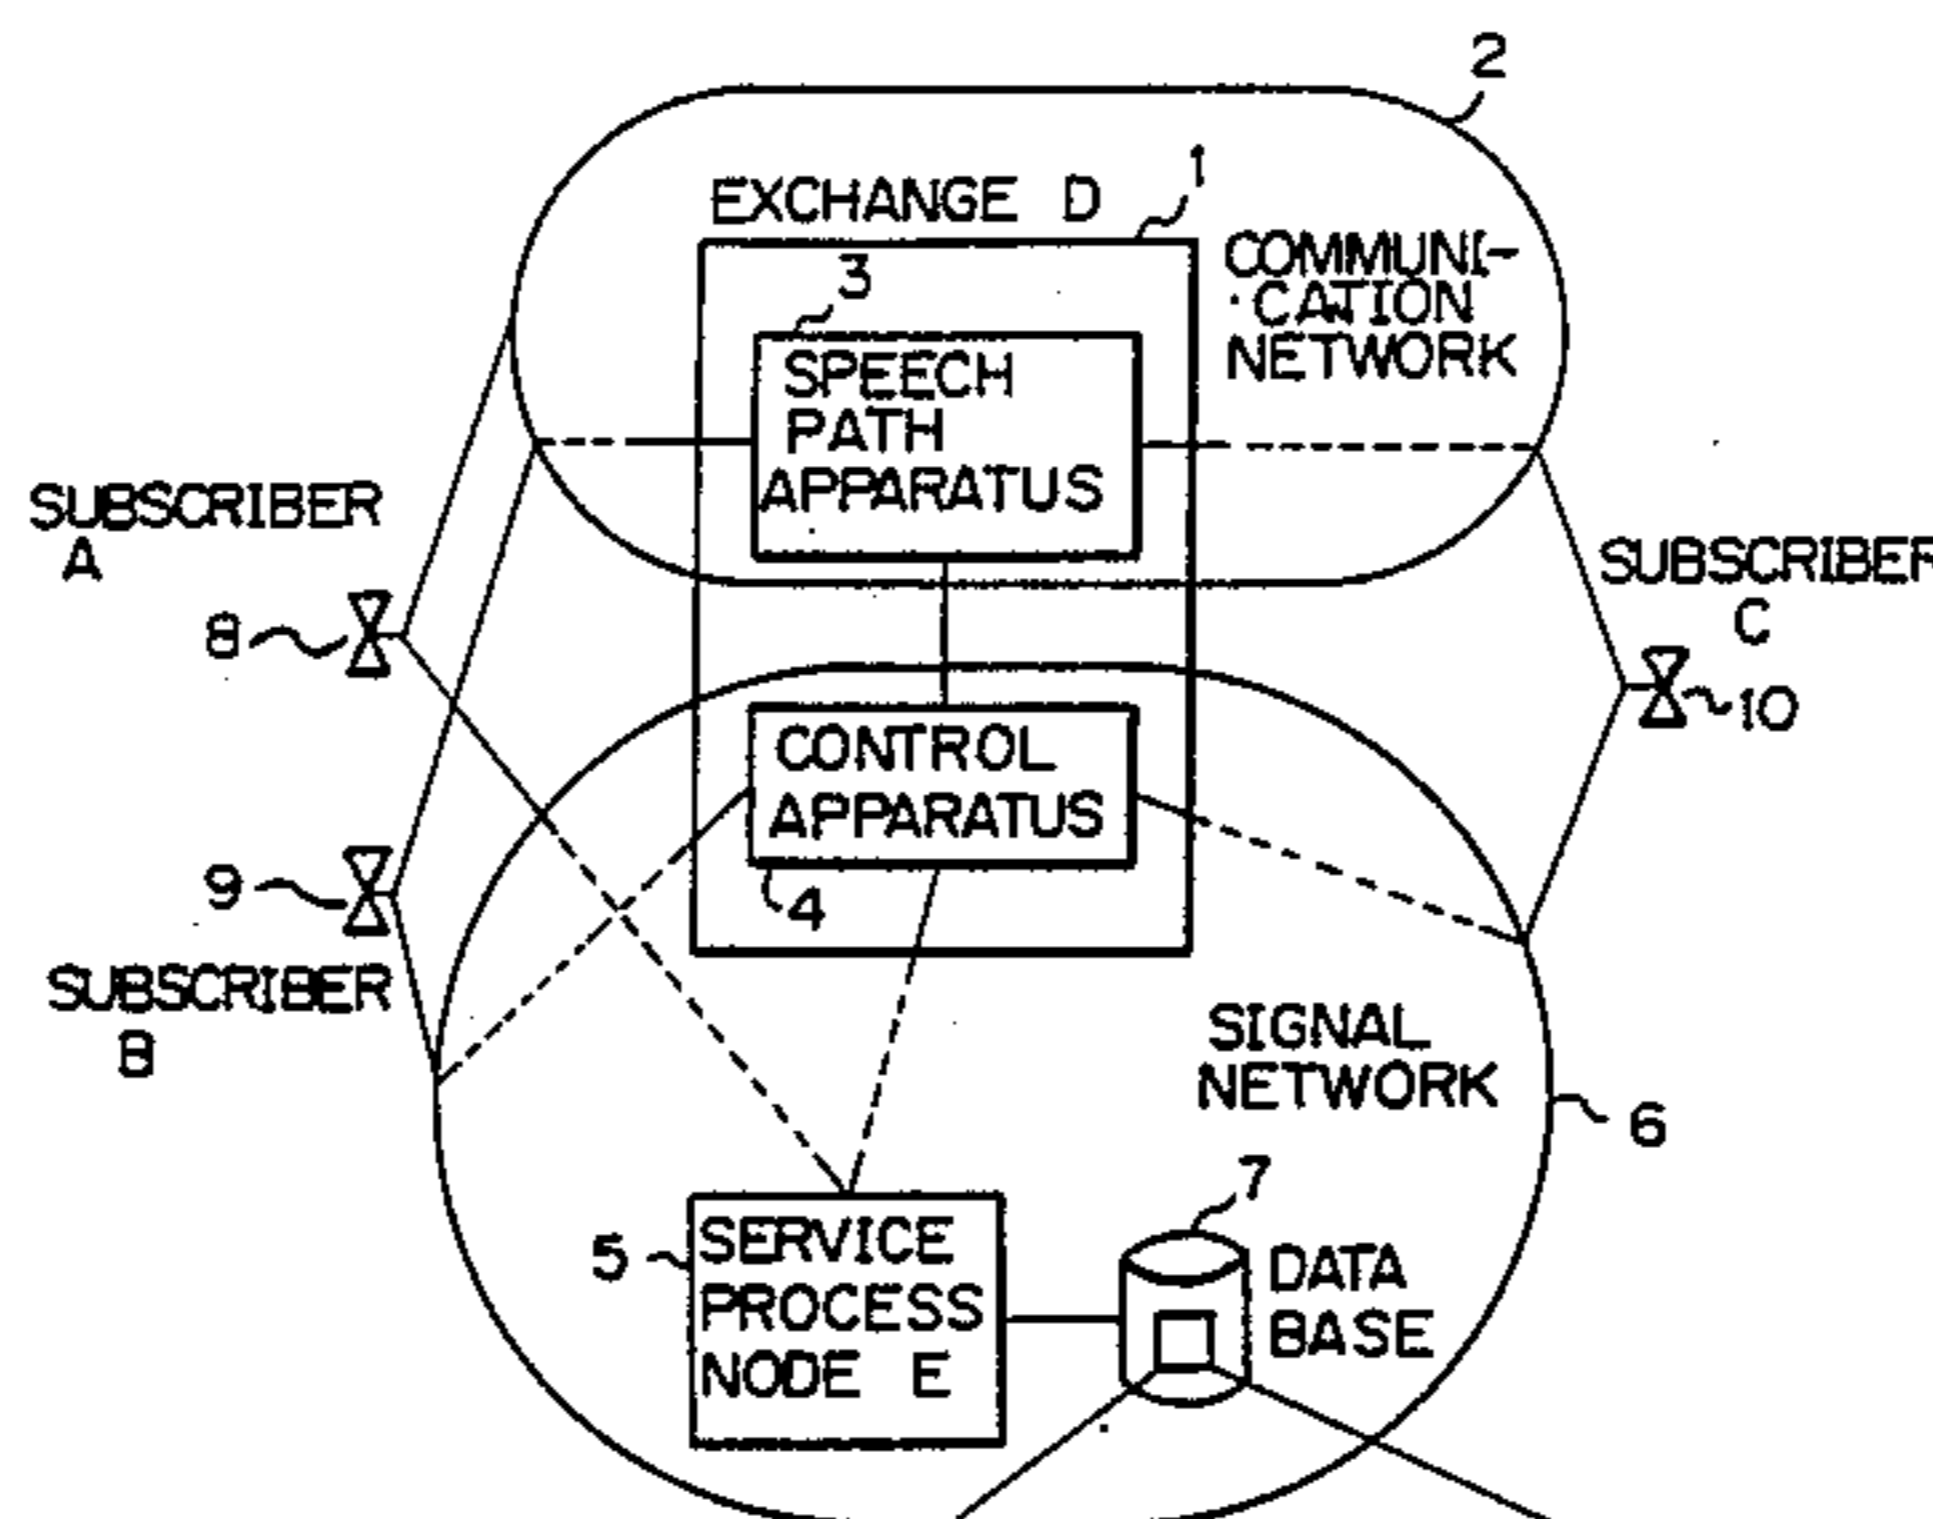 2
1
EXCHANGE D
COMMUNI-
CATION
NETWORK
3
SPEECH
PATH
APPARATUS
SUBSCRIBER
A
8
SUBSCRIBER
C
10
CONTROL
APPARATUS
4
9
SUBSCRIBER
B
SIGNAL
NETWORK
6
7
5
SERVICE
PROCESS
NODE E
DATA
BASE